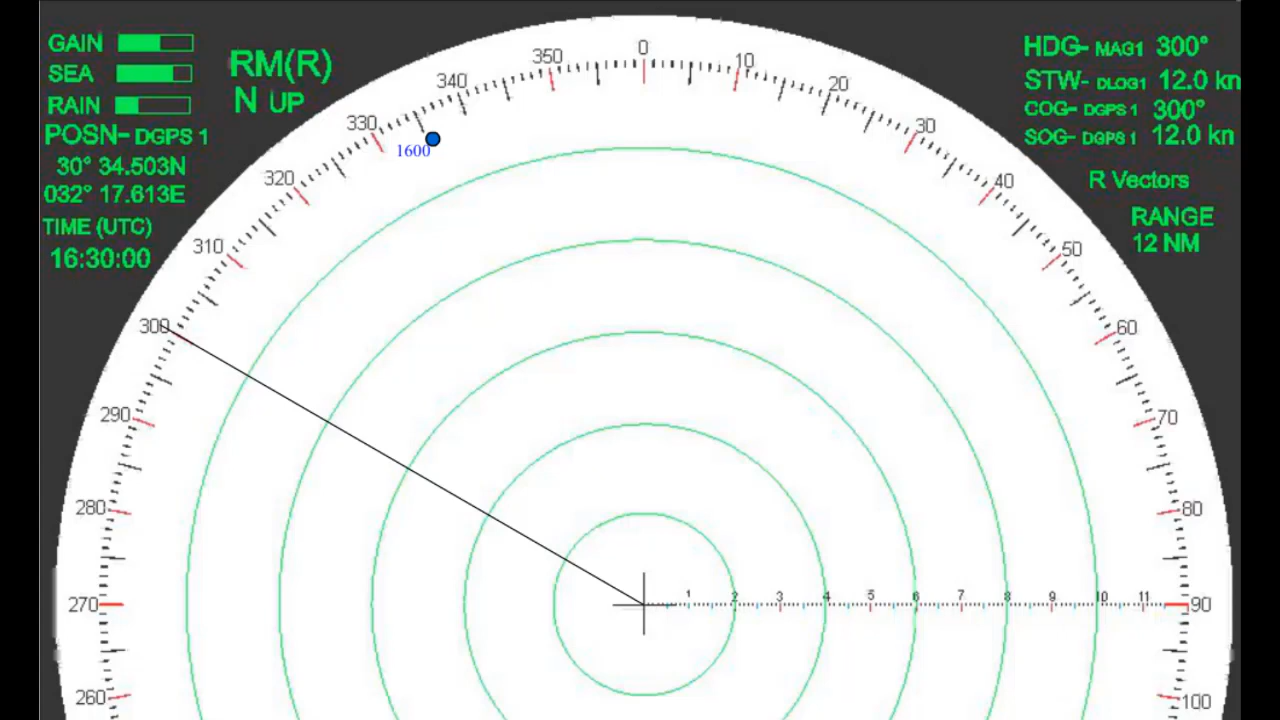 GAIN
SEA
RAIN
POSN- DGPS 1
30° 34.503N
032° 17.613E
TIME (UTC)
16:30:00
RM(R)
N UP
HDG- MAG1 300°
STW- DLOG1 12.0 kn
COG- DGPS 1 300°
SOG- DGPS 1 12.0 kn
R Vectors
RANGE
12 NM
0
350
10
340
20
330
30
1600
320
40
310
50
300
60
290
70
280
80
270
1 2 3 4 5 6 7 8 9 10 11
90
260
100